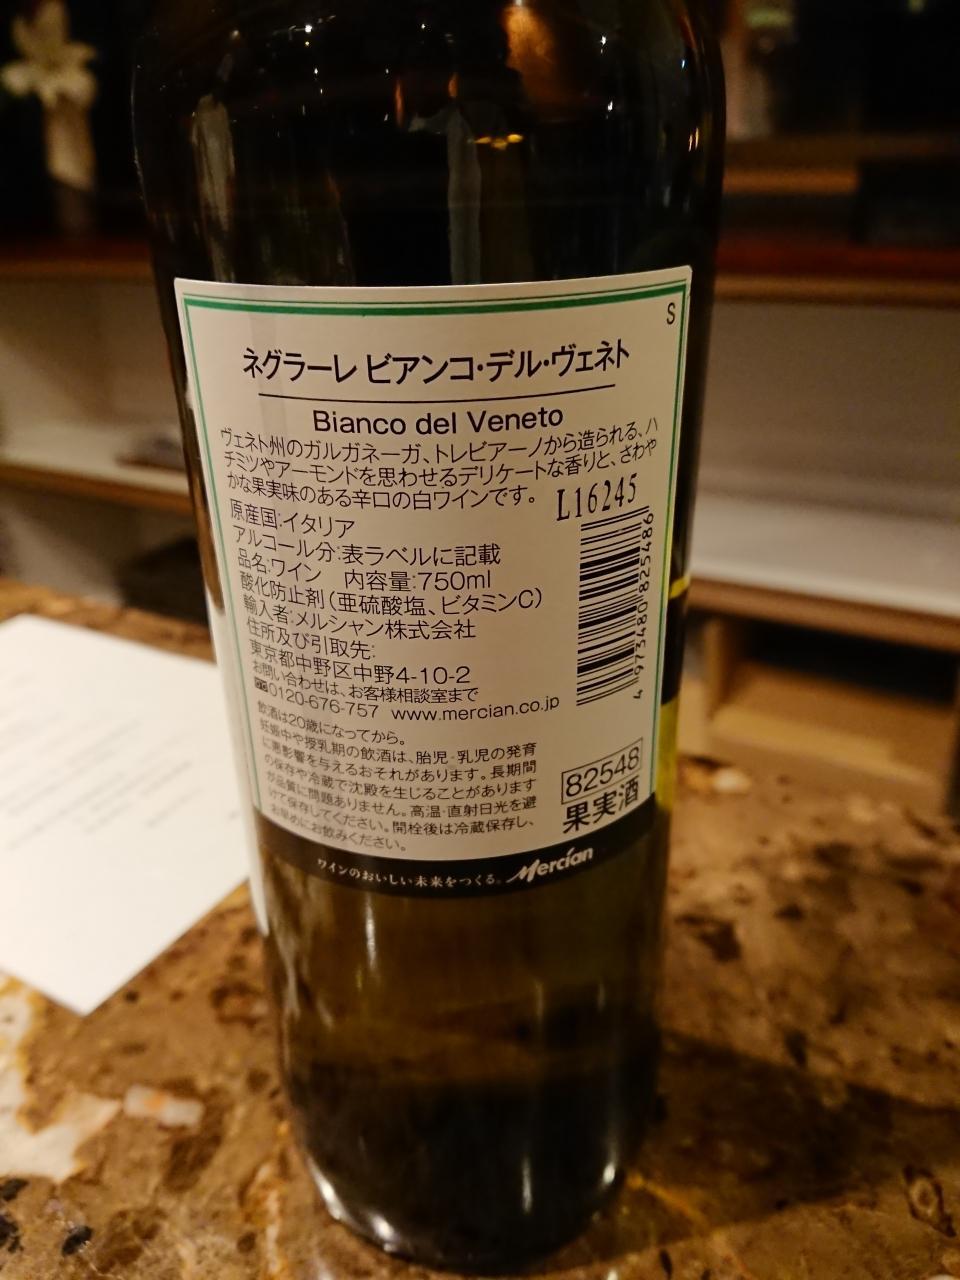 S
ネグラーレ ビアンコ・デル・ヴェネト
Bianco del Veneto
ヴェネト州のガルガネーガ、トレビアーノから造られる、ハ
チミツやアーモンドを思わせるデリケートな香りと、さわや
かな果実味のある辛口の白ワインです。
L16245
原産国:イタリア
アルコール分:表ラベルに記載
品名:ワイン 内容量:750ml
酸化防止剤(亜硫酸塩、ビタミンC)
輸入者:メルシャン株式会社
住所及び引取先:
東京都中野区中野4-10-2
お問い合わせは、お客様相談室まで
0120-676-757 www.mercian.co.jp
4 973480 825486
飲酒は20歳になってから。
妊娠中や授乳期の飲酒は、胎児・乳児の発育
に悪影響を与えるおそれがあります。長期間
の保存や冷蔵で沈殿を生じることがあります
が品質に問題ありません。高温・直射日光を避
けて保存してください。開栓後は冷蔵保存し、
お早めにお飲みください。
82548
果実酒
ワインのおいしい未来をつくる。 Mercian